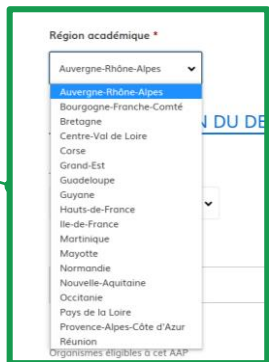 Région académique *
Auvergne-Rhône-Alpes
Auvergne-Rhône-Alpes
Bourgogne-Franche-Comté
Bretagne
N DU DE
Centre-Val de Loire
Corse
Grand-Est
Guadeloupe
Guyane
Hauts-de-France
Ile-de-France
Martinique
Mayotte
Normandie
Nouvelle-Aquitaine
Occitanie
Pays de la Loire
Provence-Alpes-Côte d'Azur
Réunion
Organismes éligibles à cet AAP